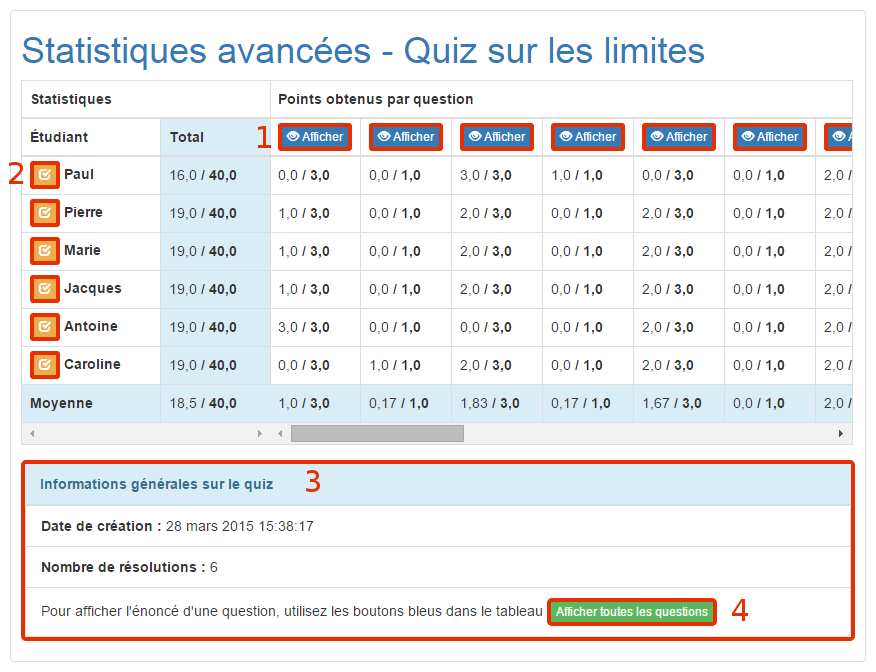 Statistiques avancées - Quiz sur les limites
Statistiques Points obtenus par question
Étudiant Total 1 Afficher Afficher Afficher Afficher Afficher Afficher
2 Paul 16,0 / 40,0 0,0 / 3,0 0,0 / 1,0 3,0 / 3,0 1,0 / 1,0 0,0 / 3,0 0,0 / 1,0 2,0 /
Pierre 19,0 / 40,0 1,0 / 3,0 0,0 / 1,0 2,0 / 3,0 0,0 / 1,0 2,0 / 3,0 0,0 / 1,0 2,0 /
Marie 19,0 / 40,0 1,0 / 3,0 0,0 / 1,0 2,0 / 3,0 0,0 / 1,0 2,0 / 3,0 0,0 / 1,0 2,0 /
Jacques 19,0 / 40,0 1,0 / 3,0 0,0 / 1,0 2,0 / 3,0 0,0 / 1,0 2,0 / 3,0 0,0 / 1,0 2,0 /
Antoine 19,0 / 40,0 3,0 / 3,0 0,0 / 1,0 0,0 / 3,0 0,0 / 1,0 2,0 / 3,0 0,0 / 1,0 2,0 /
Caroline 19,0 / 40,0 0,0 / 3,0 1,0 / 1,0 2,0 / 3,0 0,0 / 1,0 2,0 / 3,0 0,0 / 1,0 2,0 /
Moyenne 18,5 / 40,0 1,0 / 3,0 0,17 / 1,0 1,83 / 3,0 0,17 / 1,0 1,67 / 3,0 0,0 / 1,0 2,0 /
Informations générales sur le quiz 3
Date de création : 28 mars 2015 15:38:17
Nombre de résolutions : 6
Pour afficher l'énoncé d'une question, utilisez les boutons bleus dans le tableau Afficher toutes les questions 4